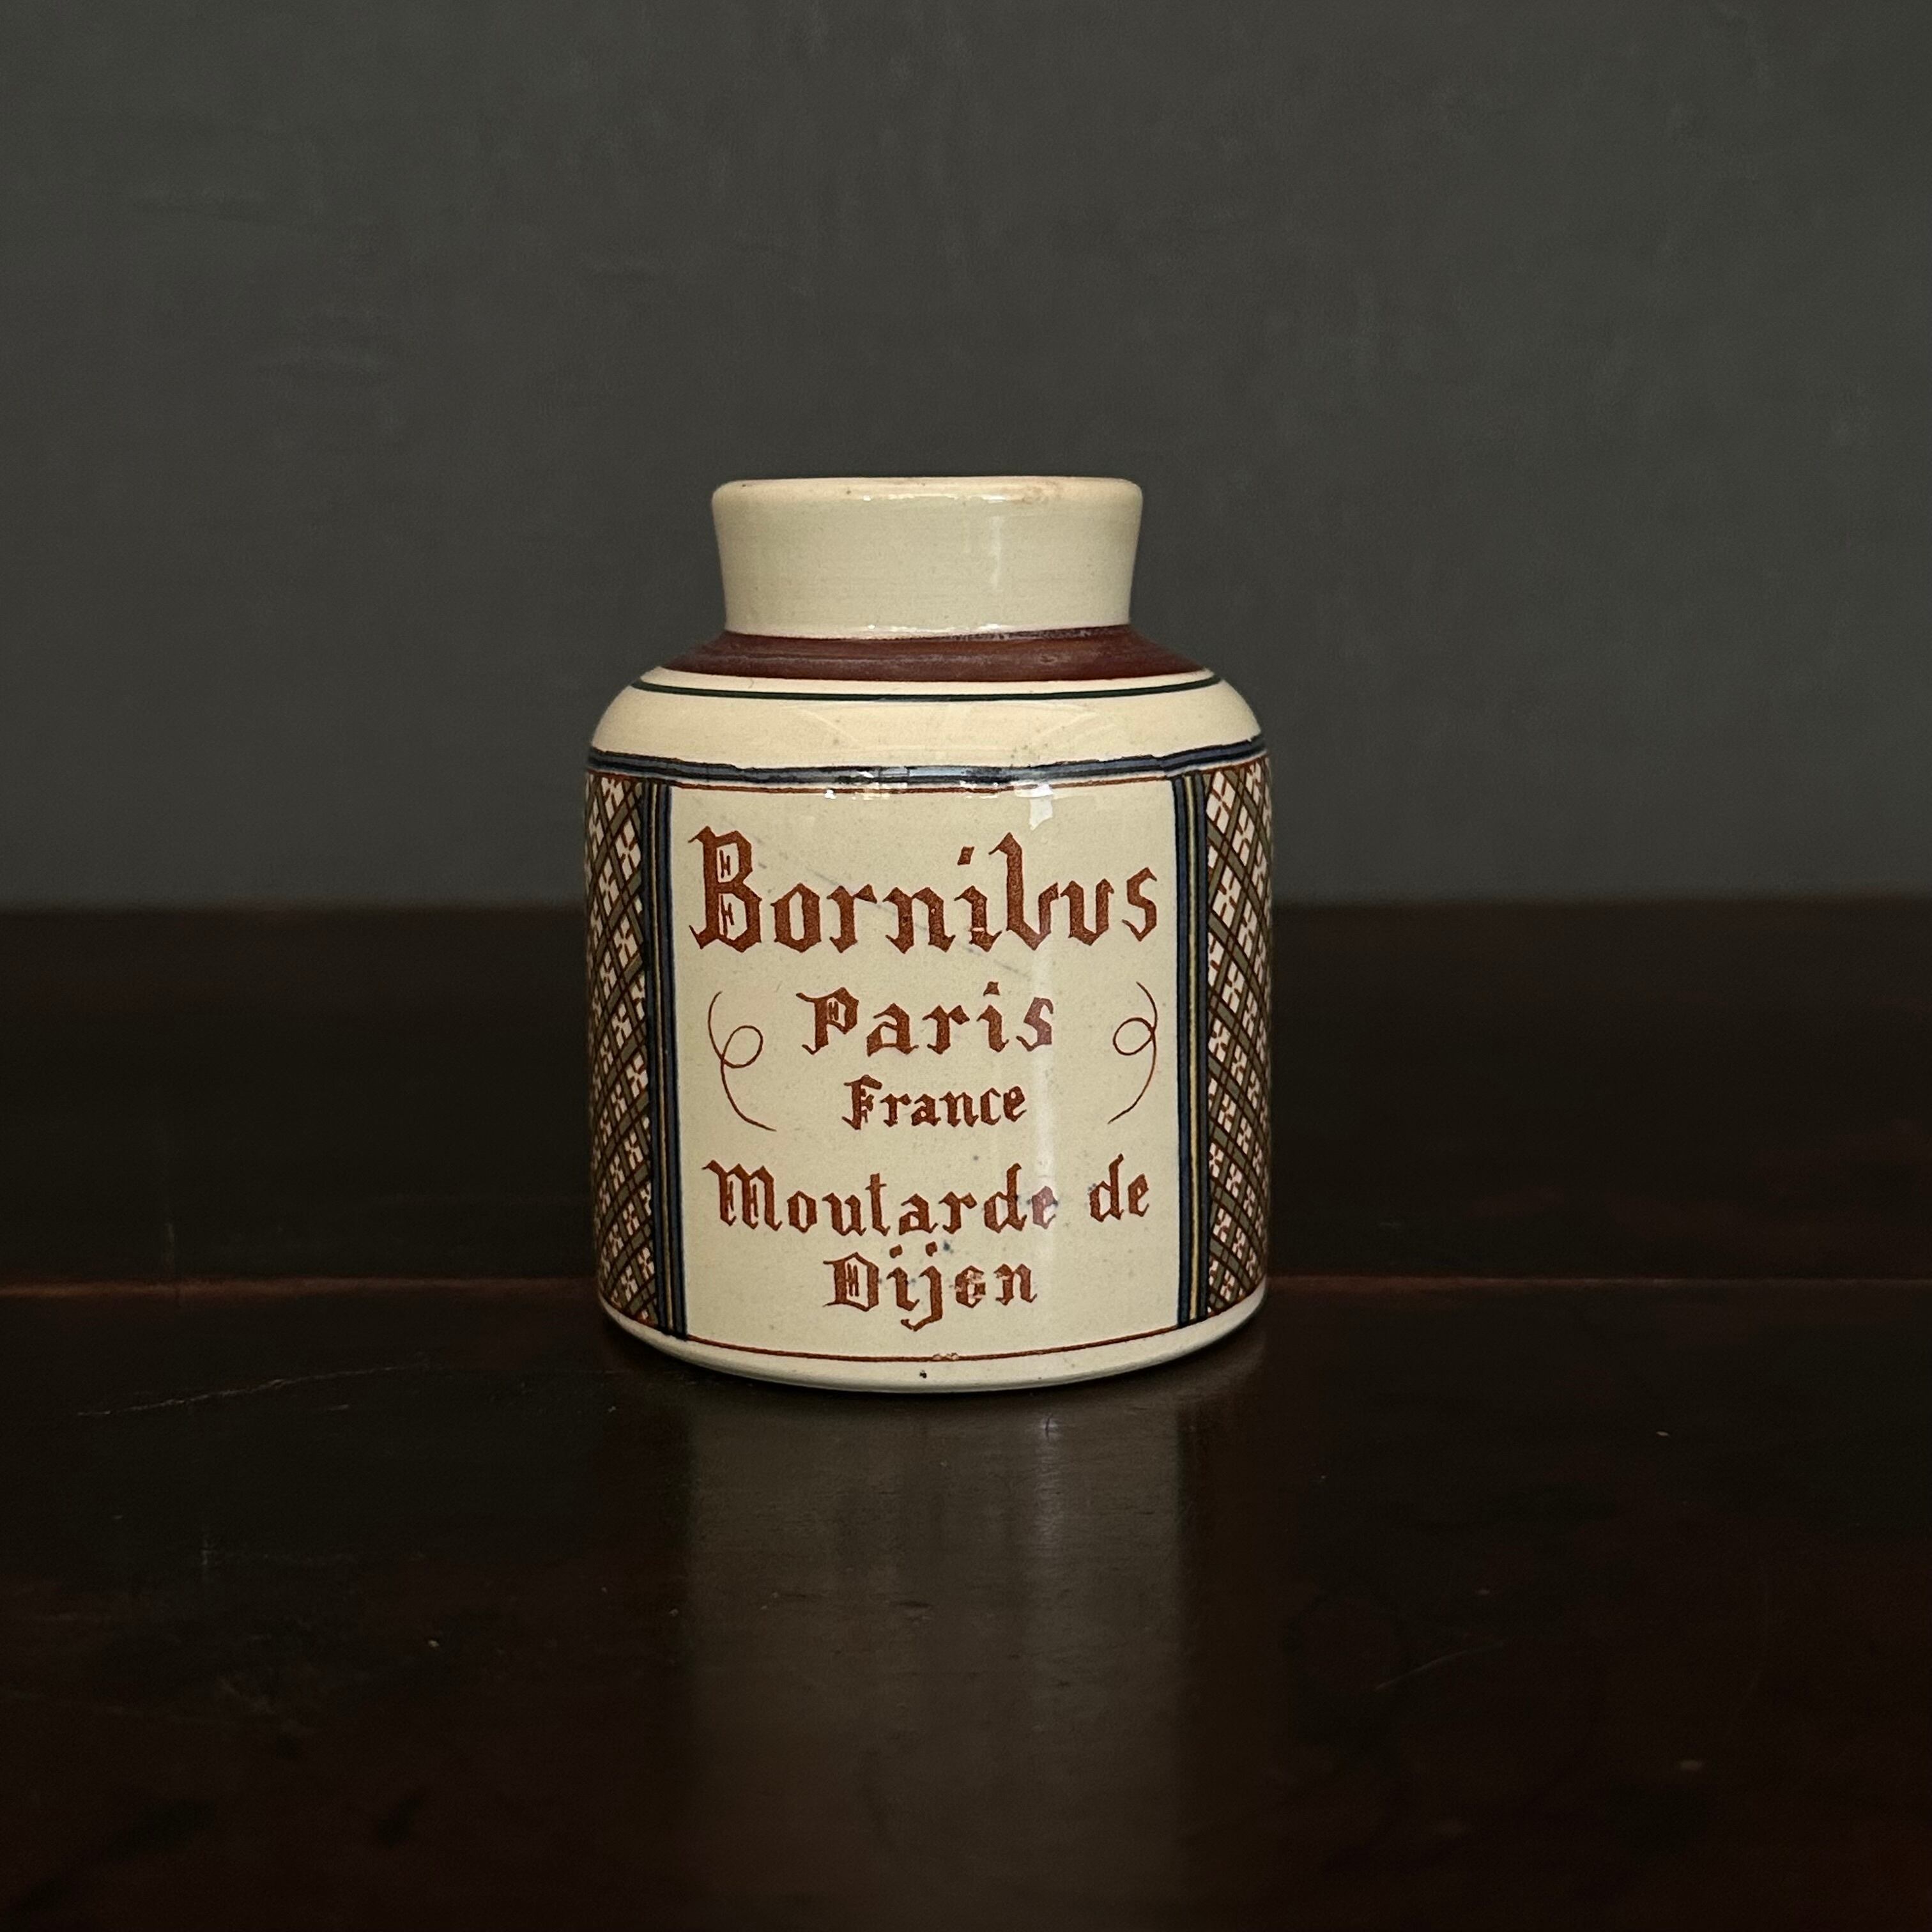 Bornibus
Paris
France
Moutarde de
Dijon